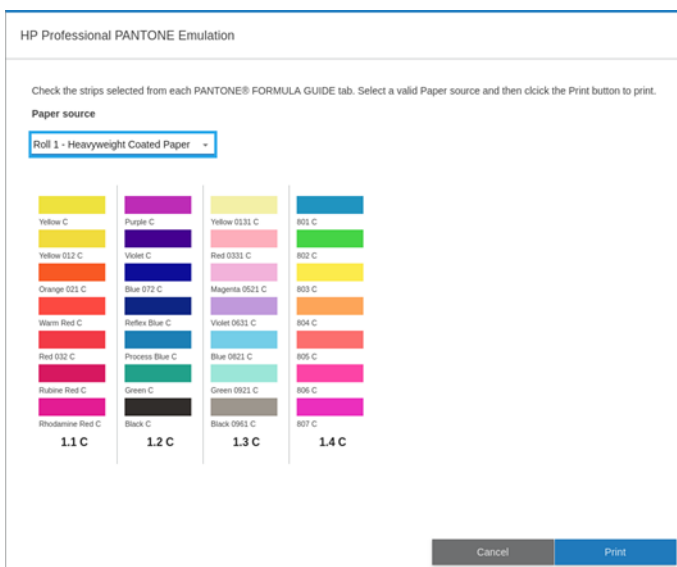 HP Professional PANTONE Emulation
Check the strips selected from each PANTONE® FORMULA GUIDE tab. Select a valid Paper source and then clcick the Print button to print.
Paper source
Roll 1 - Heavyweight Coated Paper
Yellow C
Purple C
Yellow 0131 C
801 C
Yellow 012 C
Violet C
Red 0331 C
802 C
Orange 021 C
Blue 072 C
Magenta 0521 C
803 C
Warm Red C
Reflex Blue C
Violet 0631 C
804 C
Red 032 C
Process Blue C
Blue 0821 C
805 C
Rubine Red C
Green C
Green 0921 C
806 C
Rhodamine Red C
Black C
Black 0961 C
807 C
1.1 C
1.2 C
1.3 C
1.4 C
Cancel
Print